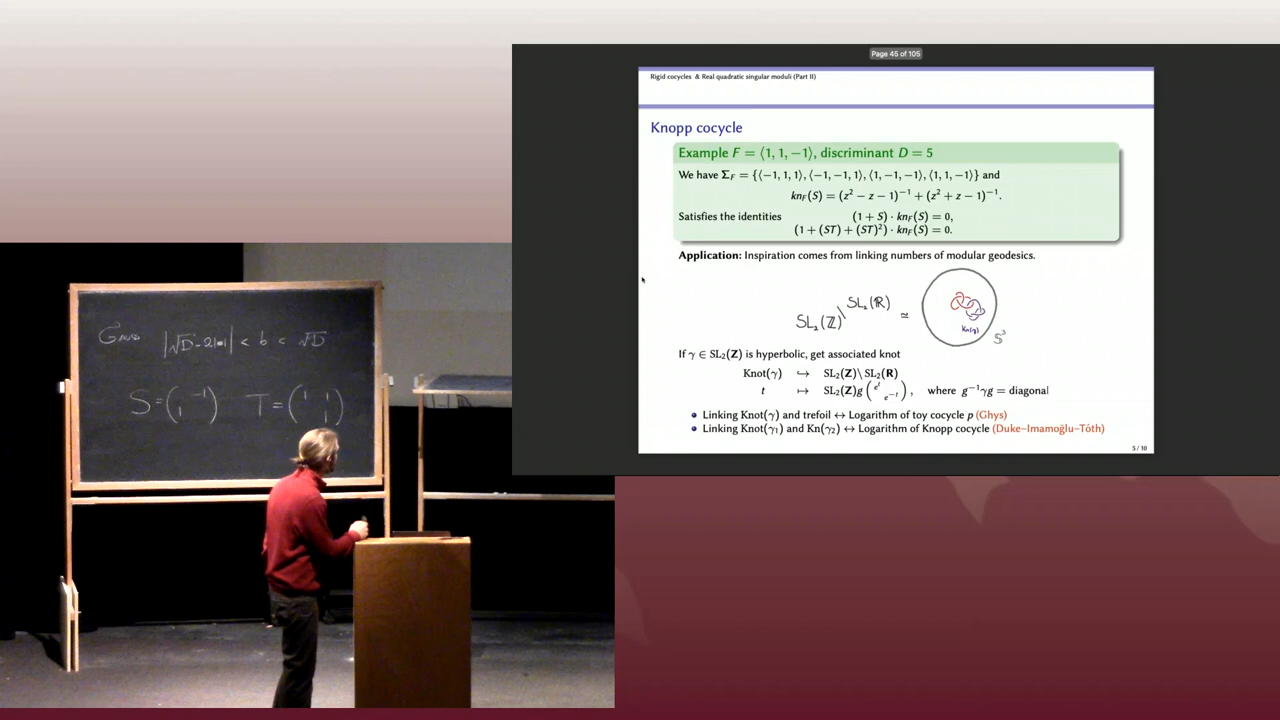 Page 45 of 105
Rigid cocycles & Real quadratic singular moduli (Part II)
Knopp cocycle
Example F = ⟨1, 1, −1⟩, discriminant D = 5
We have Σ_F = {⟨−1, 1, 1⟩, ⟨−1, −1, 1⟩, ⟨1, −1, −1⟩, ⟨1, 1, −1⟩} and
kn_F(S) = (z² − z − 1)⁻¹ + (z² + z − 1)⁻¹.
Satisfies the identities (1 + S) · kn_F(S) = 0,
(1 + (ST) + (ST)²) · kn_F(S) = 0.
Application: Inspiration comes from linking numbers of modular geodesics.
SL₂(ℤ)\SL₂(ℝ) ≃
Kn(γ)
S³
If γ ∈ SL₂(Z) is hyperbolic, get associated knot
Knot(γ) ↪ SL₂(Z)\SL₂(R)
t ↦ SL₂(Z)g (e^t e^−t), where g⁻¹γg = diagonal
• Linking Knot(γ) and trefoil ↔ Logarithm of toy cocycle p (Ghys)
• Linking Knot(γ₁) and Kn(γ₂) ↔ Logarithm of Knopp cocycle (Duke–Imamoğlu–Tóth)
5 / 10
|√D - 2|a|| < b < √D
S = ( -1 1 ) T = ( 1 1 1 )